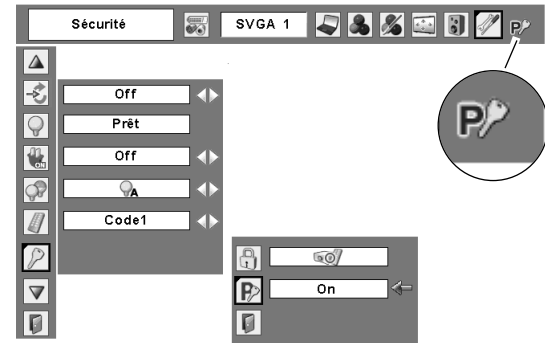 Sécurité SVGA 1
Off
Prêt
Off
A
Code1
On